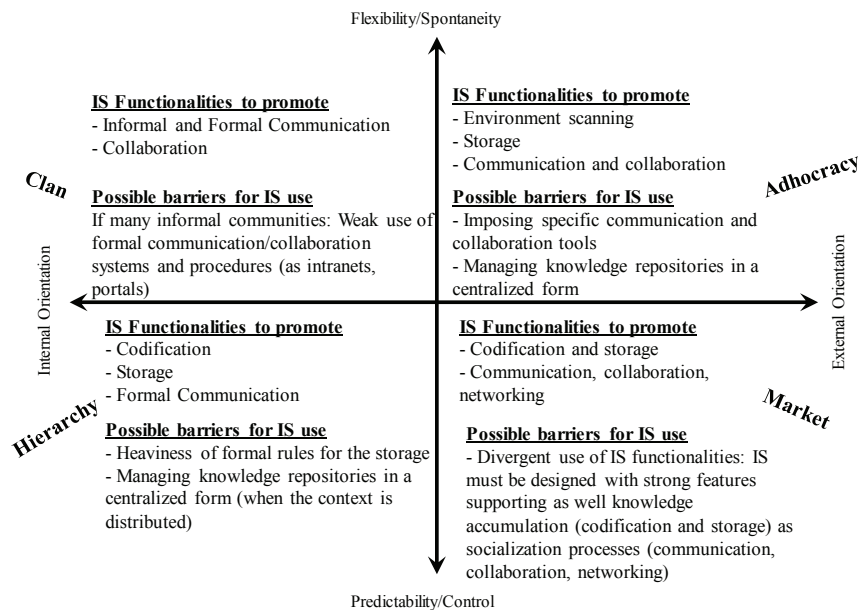 Flexibility/Spontaneity
IS Functionalities to promote
- Informal and Formal Communication
- Collaboration
Possible barriers for IS use
If many informal communities: Weak use of
formal communication/collaboration
systems and procedures (as intranets,
portals)
Clan
IS Functionalities to promote
- Environment scanning
- Storage
- Communication and collaboration
Possible barriers for IS use
- Imposing specific communication and
collaboration tools
- Managing knowledge repositories in a
centralized form
Adhocracy
Internal Orientation
External Orientation
IS Functionalities to promote
- Codification
- Storage
- Formal Communication
Possible barriers for IS use
- Heaviness of formal rules for the storage
- Managing knowledge repositories in a
centralized form (when the context is
distributed)
Hierarchy
IS Functionalities to promote
- Codification and storage
- Communication, collaboration,
networking
Possible barriers for IS use
- Divergent use of IS functionalities: IS
must be designed with strong features
supporting as well knowledge
accumulation (codification and storage) as
socialization processes (communication,
collaboration, networking)
Market
Predictability/Control